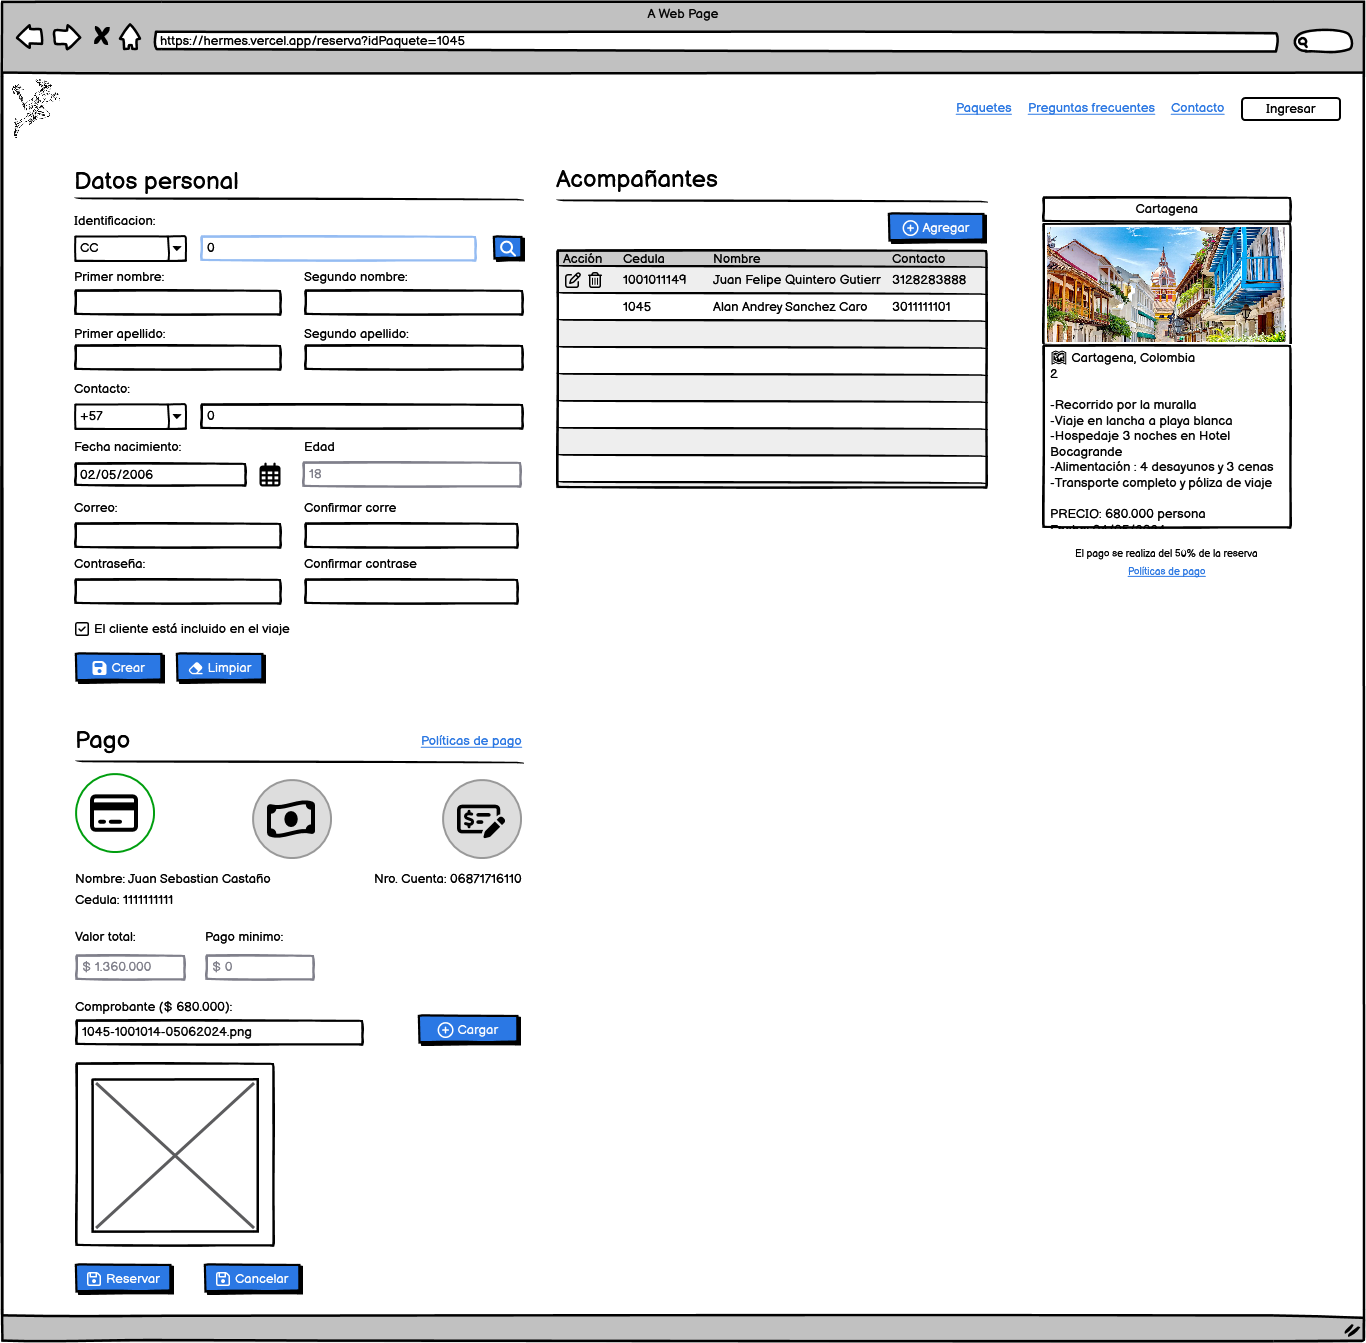 A Web Page
https://hermes.vercel.app/reserva?idPaquete=1045
Paquetes
Preguntas frecuentes
Contacto
Ingresar
Datos personal
Identificacion:
CC
0
Primer nombre:
Segundo nombre:
Primer apellido:
Segundo apellido:
Contacto:
+57
0
Fecha nacimiento:
Edad
02/05/2006
18
Correo:
Confirmar corre
Contraseña:
Confirmar contrase
El cliente está incluido en el viaje
Crear
Limpiar
Acompañantes
Agregar
Acción Cedula Nombre Contacto
1001011149 Juan Felipe Quintero Gutierr 3128283888
1045 Alan Andrey Sanchez Caro 3011111101
Cartagena
Cartagena, Colombia
2
-Recorrido por la muralla
-Viaje en lancha a playa blanca
-Hospedaje 3 noches en Hotel
Bocagrande
-Alimentación : 4 desayunos y 3 cenas
-Transporte completo y póliza de viaje
PRECIO: 680.000 persona
El pago se realiza del 50% de la reserva
Políticas de pago
Pago
Políticas de pago
Nombre: Juan Sebastian Castaño
Nro. Cuenta: 06871716110
Cedula: 1111111111
Valor total:
Pago minimo:
$ 1.360.000
$ 0
Comprobante ($ 680.000):
1045-1001014-05062024.png
Cargar
Reservar
Cancelar